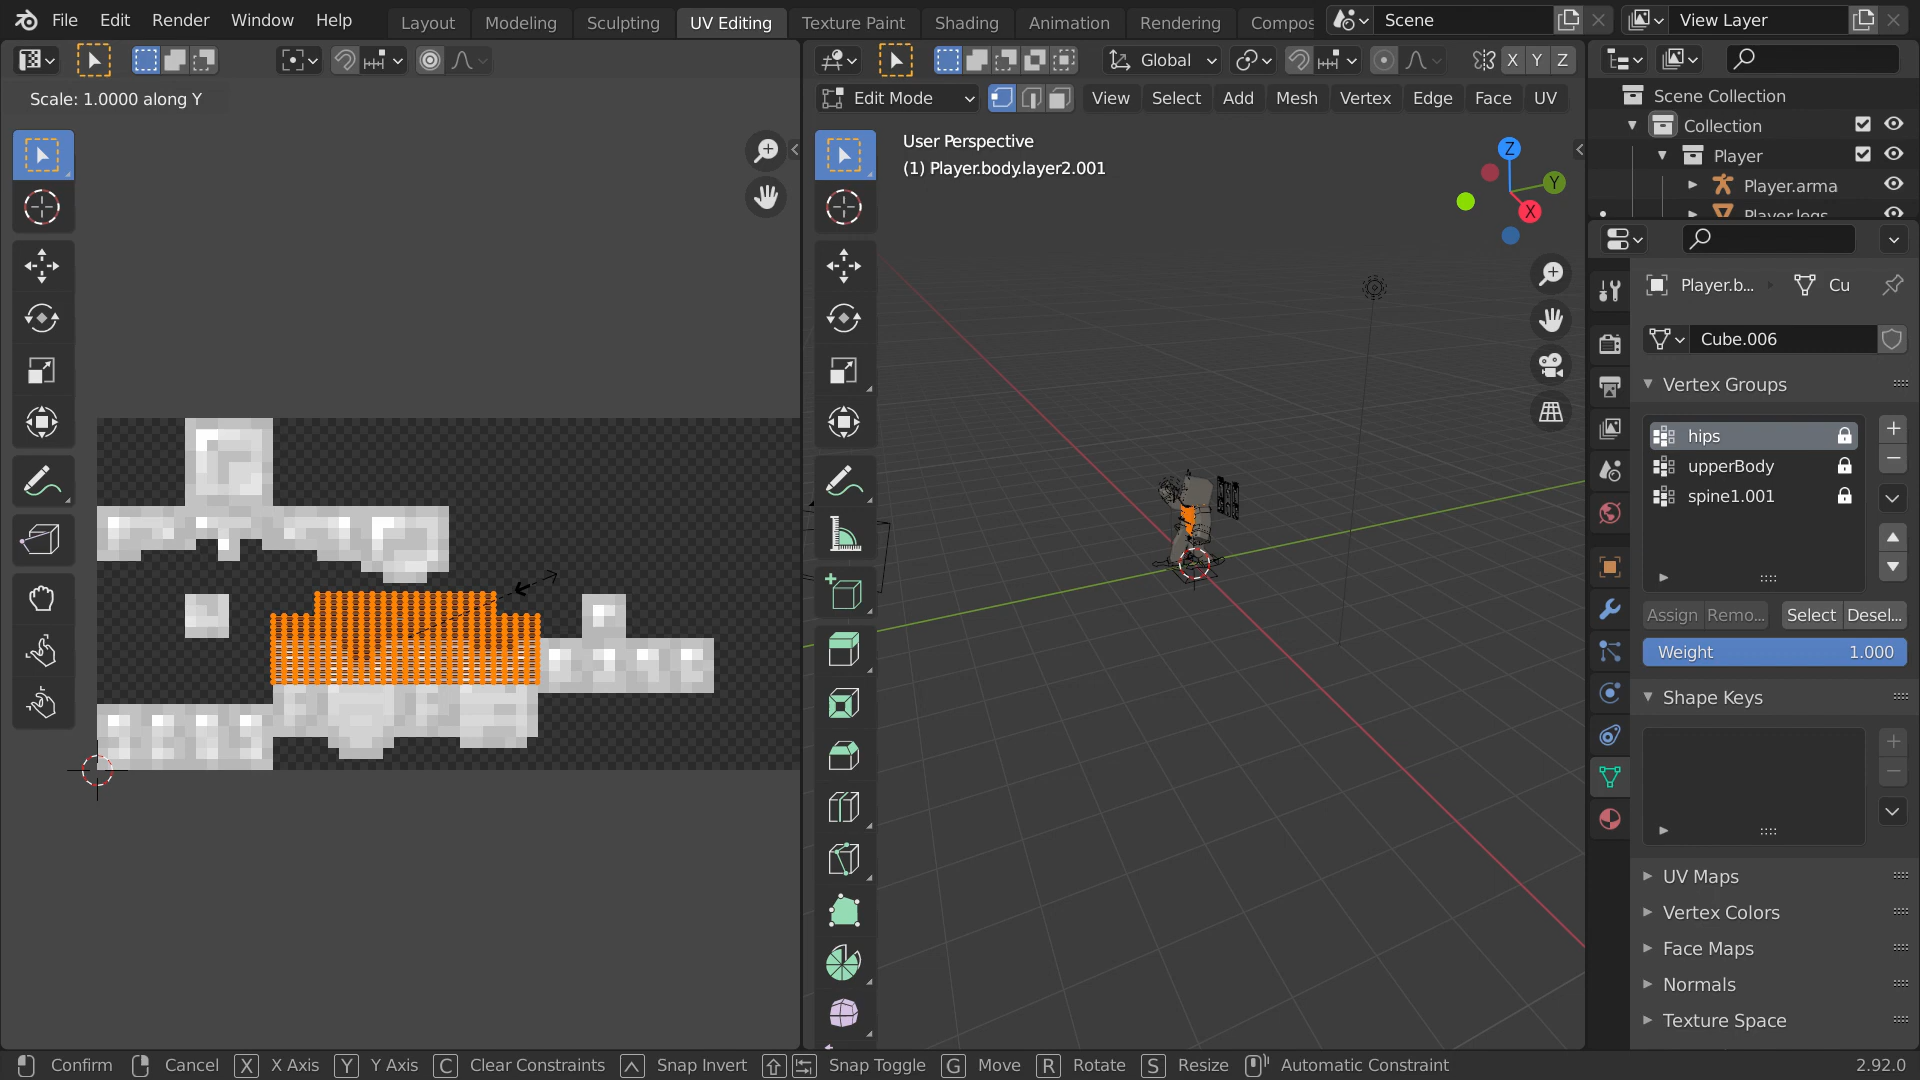 File Edit Render Window Help Layout Modeling Sculpting UV Editing Texture Paint Shading Animation Rendering Compos Scene View Layer
Global X Y Z
Scale: 1.0000 along Y
Edit Mode View Select Add Mesh Vertex Edge Face UV
User Perspective
(1) Player.body.layer2.001
Z
Y
X
Scene Collection
Collection
Player
Player.arma
Player.legs
Player.b... Cu
Cube.006
Vertex Groups
hips
upperBody
spine1.001
Assign Remo... Select Desel...
Weight 1.000
Shape Keys
UV Maps
Vertex Colors
Face Maps
Normals
Texture Space
Confirm Cancel X X Axis Y Y Axis C Clear Constraints Snap Invert Snap Toggle G Move R Rotate S Resize Automatic Constraint 2.92.0